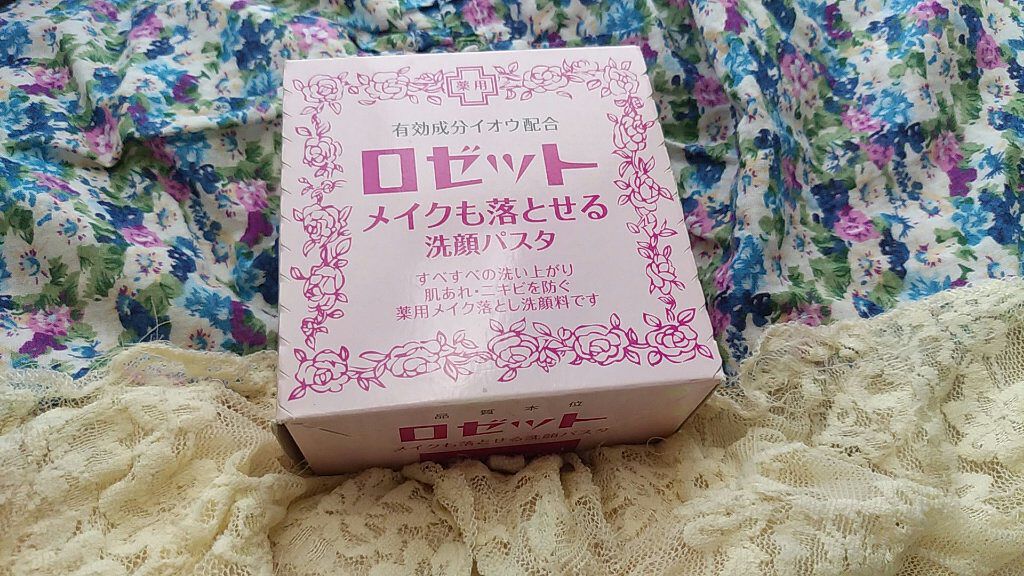 薬用
有効成分イオウ配合
ロゼット
メイクも落とせる
洗顔パスタ
すべすべの洗い上がり
肌あれ・ニキビを防ぐ
薬用メイク落とし洗顔料です
品質本位
ロゼット
メイクも落とせる洗顔パスタ